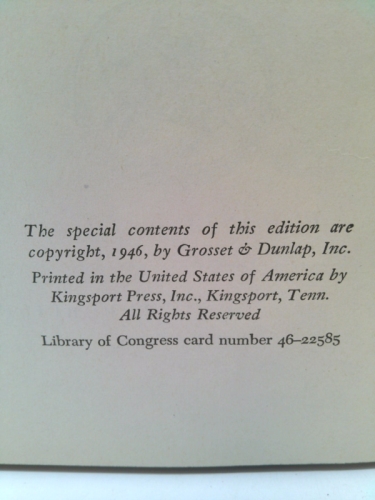 The special contents of this edition are
copyright, 1946, by Grosset & Dunlap, Inc.
Printed in the United States of America by
Kingsport Press, Inc., Kingsport, Tenn.
All Rights Reserved
Library of Congress card number 46–22585